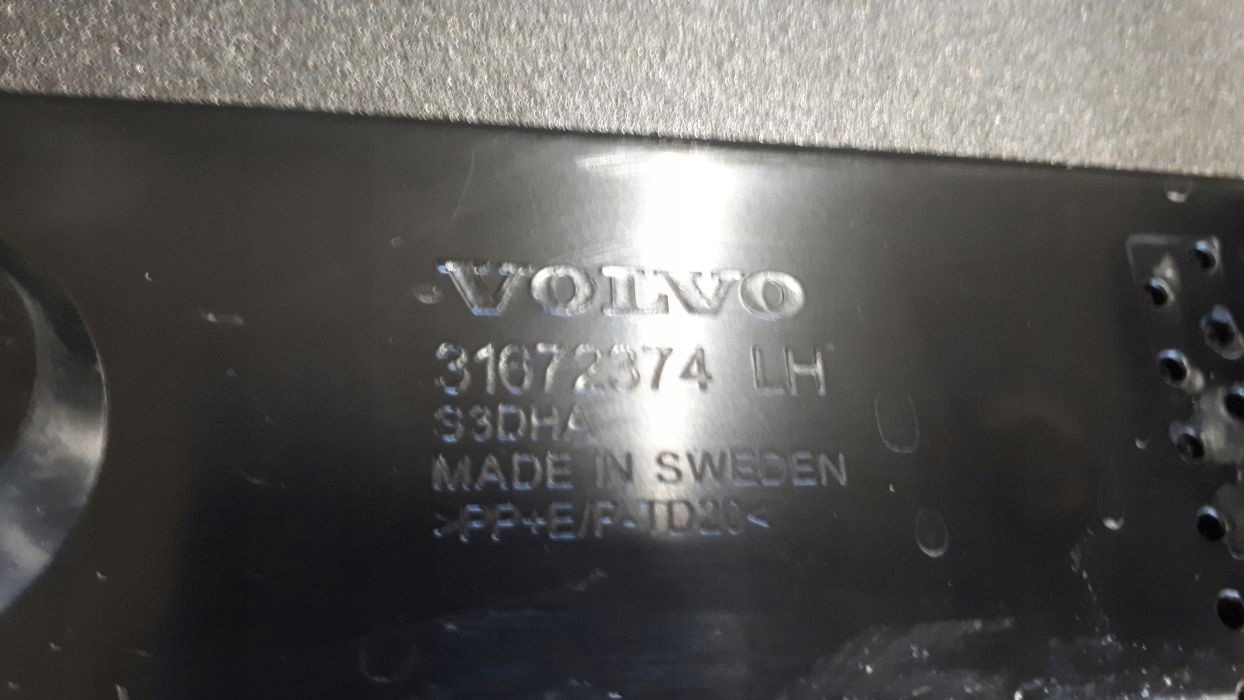 VOLVO
31672374 LH
S3DHA
MADE IN SWEDEN
>PP+E/P-TD20<